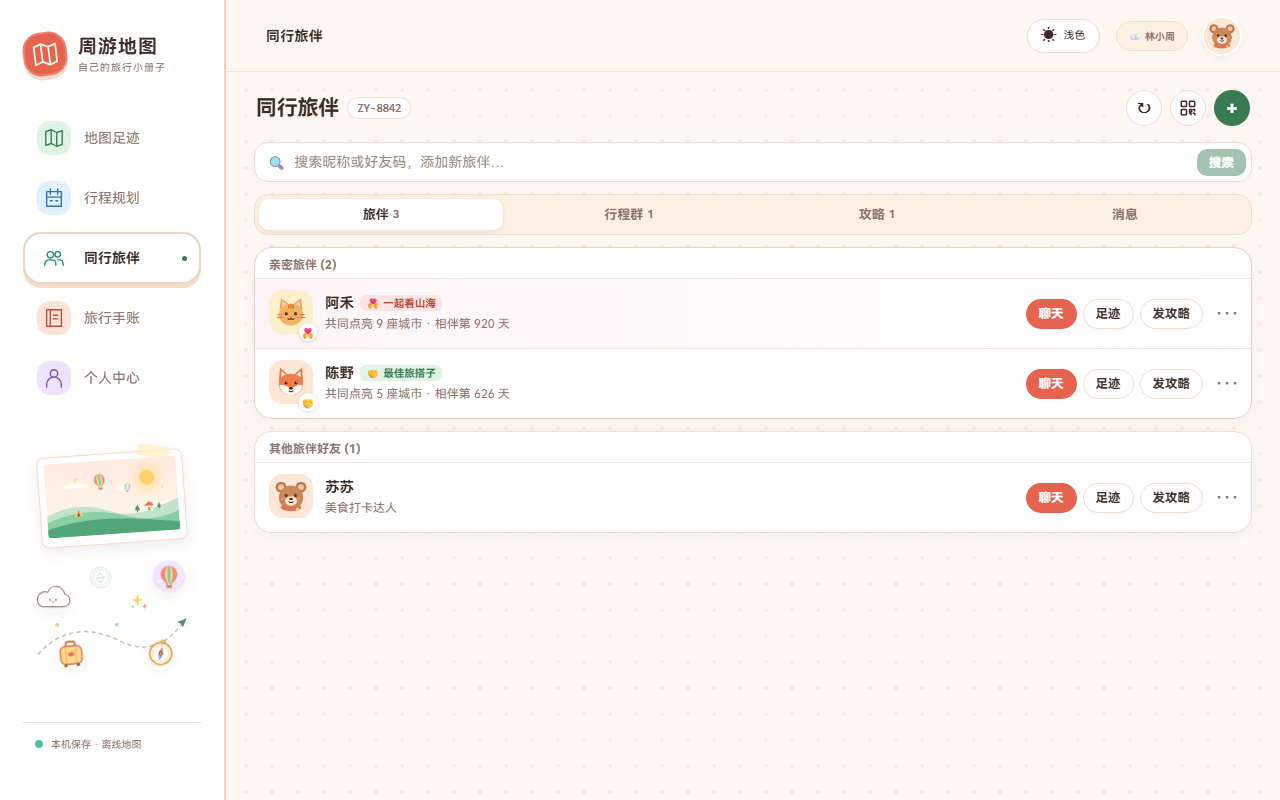 周游地图
自己的旅行小册子
地图足迹
行程规划
同行旅伴
旅行手账
个人中心
本机保存 · 离线地图
同行旅伴
浅色
林小周
同行旅伴
ZY-8842
搜索昵称或好友码，添加新旅伴…
搜索
旅伴 3
行程群 1
攻略 1
消息
亲密旅伴 (2)
阿禾
一起看山海
共同点亮 9 座城市 · 相伴第 920 天
聊天
足迹
发攻略
陈野
最佳旅搭子
共同点亮 5 座城市 · 相伴第 626 天
聊天
足迹
发攻略
其他旅伴好友 (1)
苏苏
美食打卡达人
聊天
足迹
发攻略